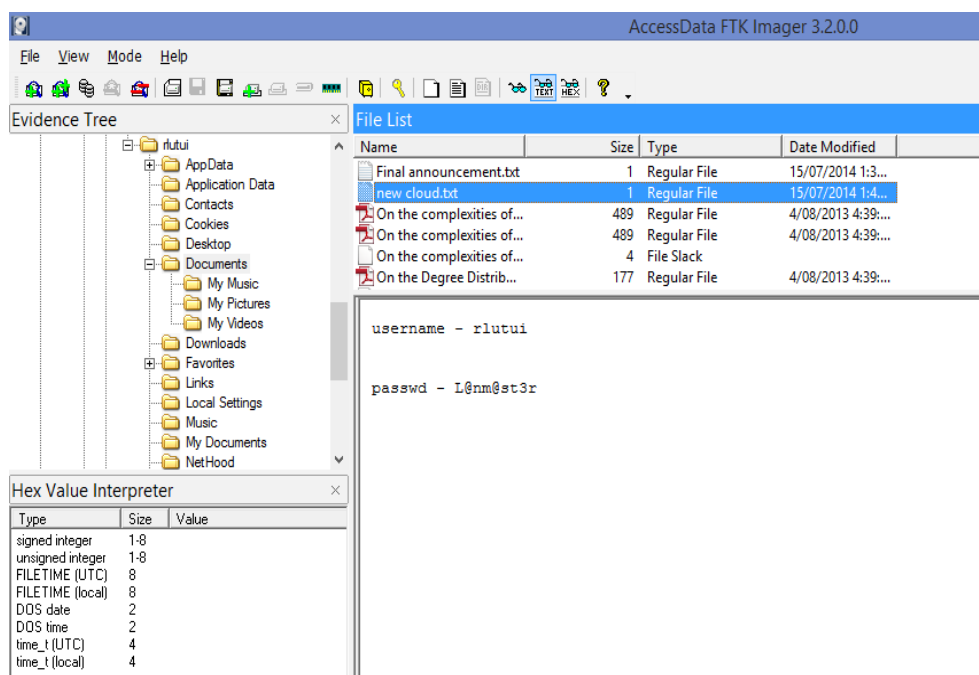 AccessData FTK Imager 3.2.0.0
File View Mode Help
TEXT HEX
Evidence Tree
rlutui
AppData
Application Data
Contacts
Cookies
Desktop
Documents
My Music
My Pictures
My Videos
Downloads
Favorites
Links
Local Settings
Music
My Documents
NetHood
File List
Name Size Type Date Modified
Final announcement.txt 1 Regular File 15/07/2014 1:3...
new cloud.txt 1 Regular File 15/07/2014 1:4...
On the complexities of... 489 Regular File 4/08/2013 4:39:...
On the complexities of... 489 Regular File 4/08/2013 4:39:...
On the complexities of... 4 File Slack
On the Degree Distrib... 177 Regular File 4/08/2013 4:39:...
username - rlutui
passwd - L@nm@st3r
Hex Value Interpreter
Type Size Value
signed integer 1-8
unsigned integer 1-8
FILETIME (UTC) 8
FILETIME (local) 8
DOS date 2
DOS time 2
time_t (UTC) 4
time_t (local) 4